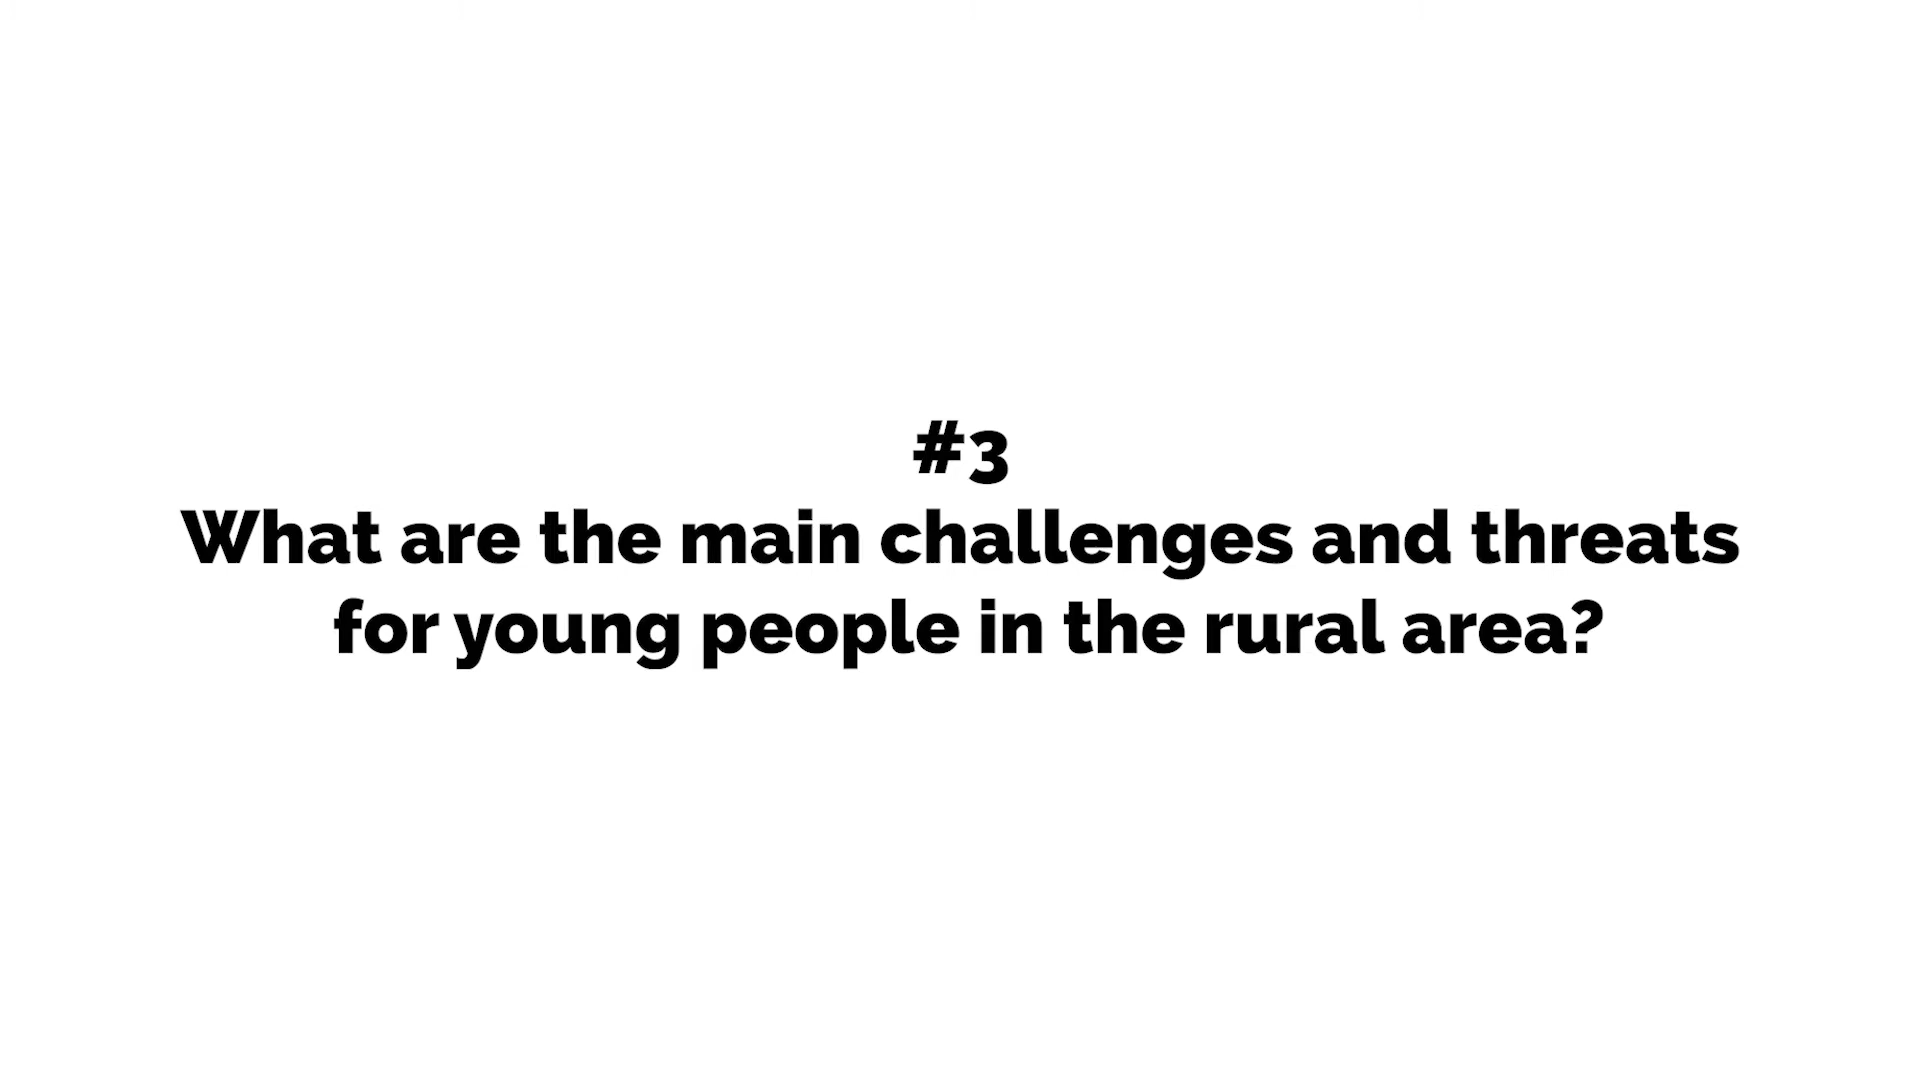 #3
What are the main challenges and threats
for young people in the rural area?